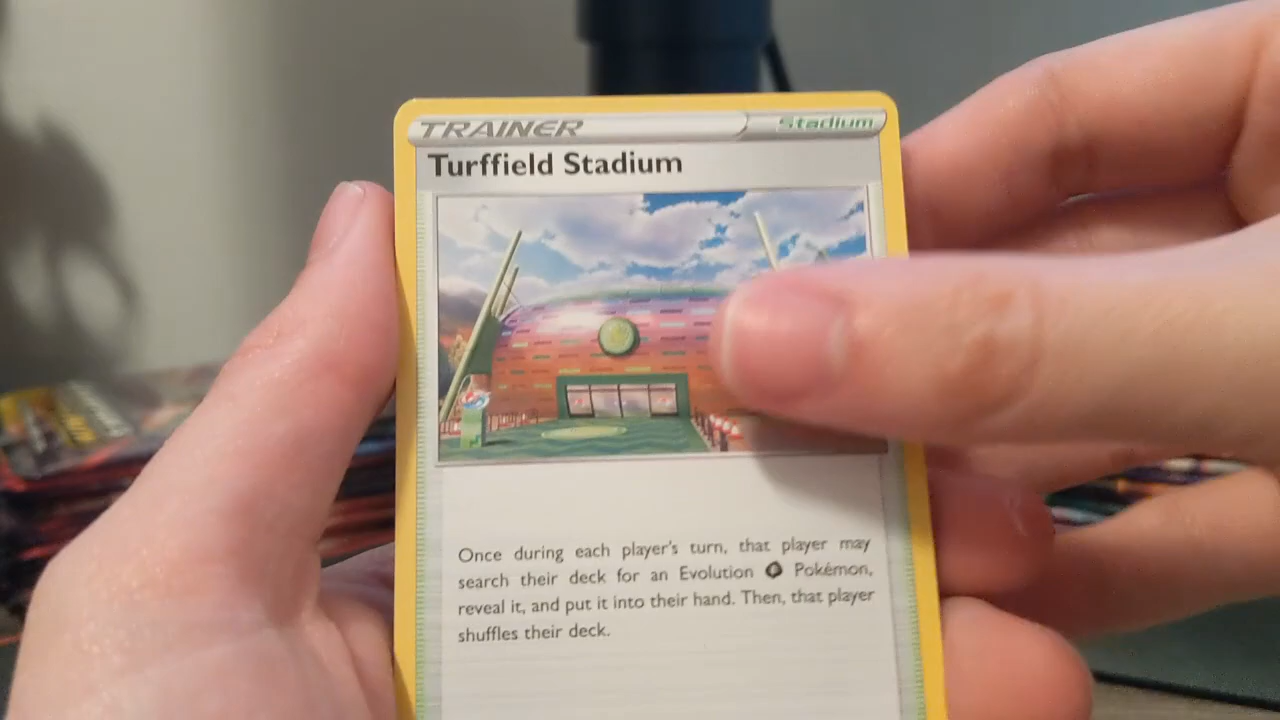 TRAINER
Stadium
Turffield Stadium
Once during each player's turn, that player may
search their deck for an Evolution Pokémon,
reveal it, and put it into their hand. Then, that player
shuffles their deck.